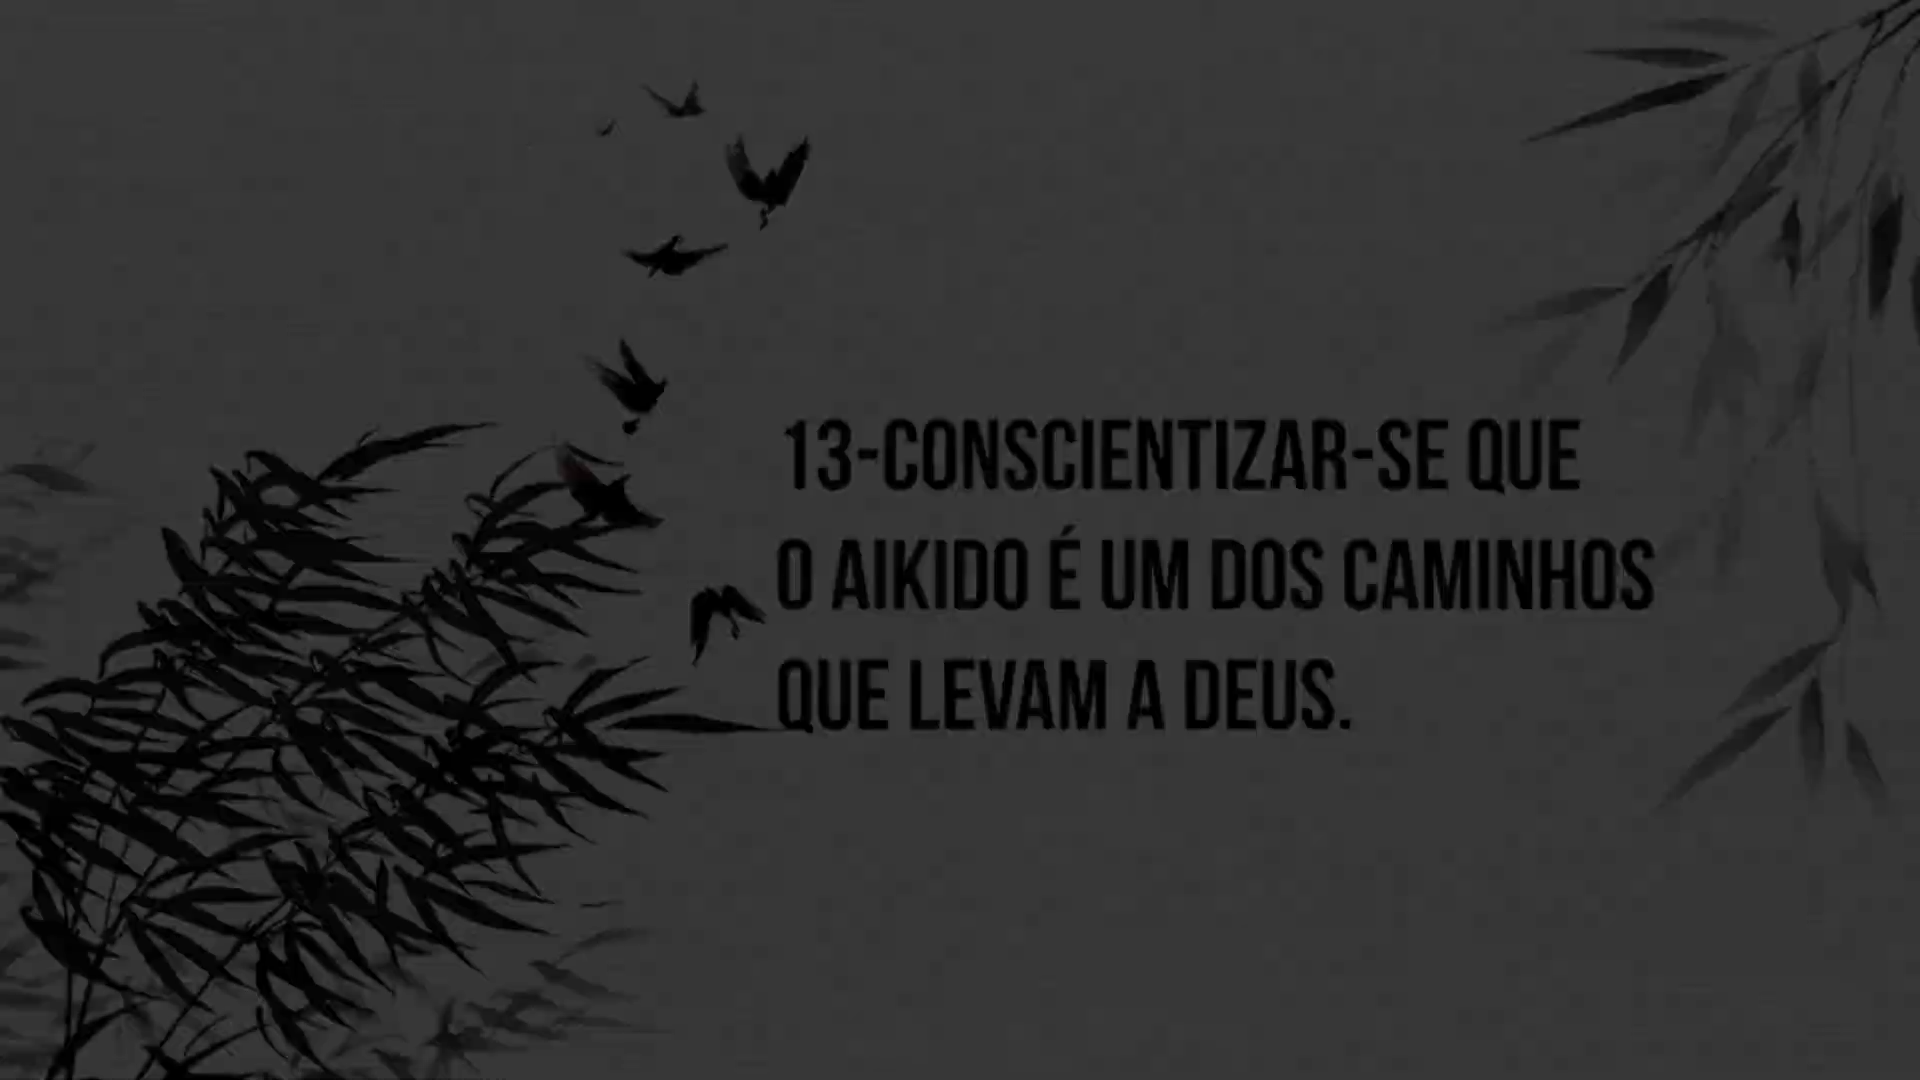 13-CONSCIENTIZAR-SE QUE
O AIKIDO É UM DOS CAMINHOS
QUE LEVAM A DEUS.